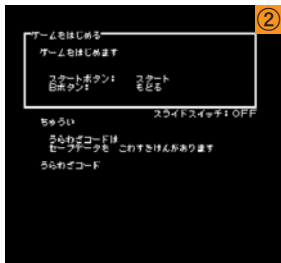 ②
ゲームをはじめる
ゲームをはじめます
スタートボタン: スタート
Bボタン: もどる
スライドスイッチ:OFF
ちゅうい
うらわざコードは
セーブデータを こわすきけんがあります
うらわざコード